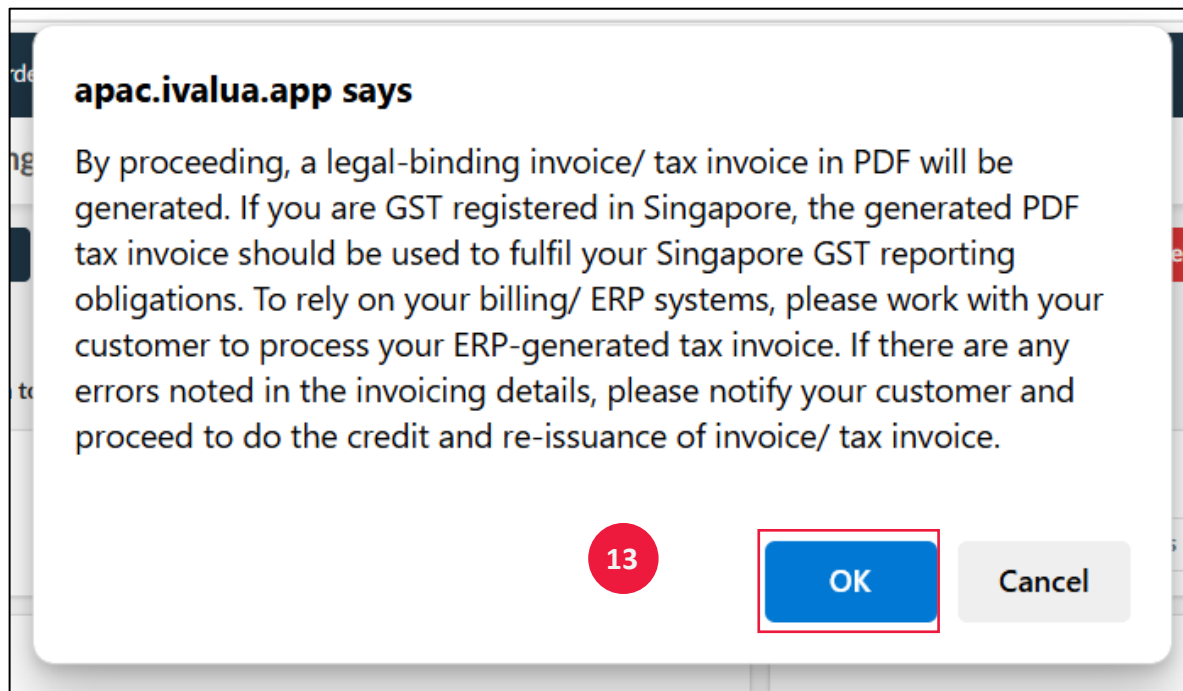 apac.ivalua.app says
By proceeding, a legal-binding invoice/ tax invoice in PDF will be
generated. If you are GST registered in Singapore, the generated PDF
tax invoice should be used to fulfil your Singapore GST reporting
obligations. To rely on your billing/ ERP systems, please work with your
customer to process your ERP-generated tax invoice. If there are any
errors noted in the invoicing details, please notify your customer and
proceed to do the credit and re-issuance of invoice/ tax invoice.
13
OK
Cancel